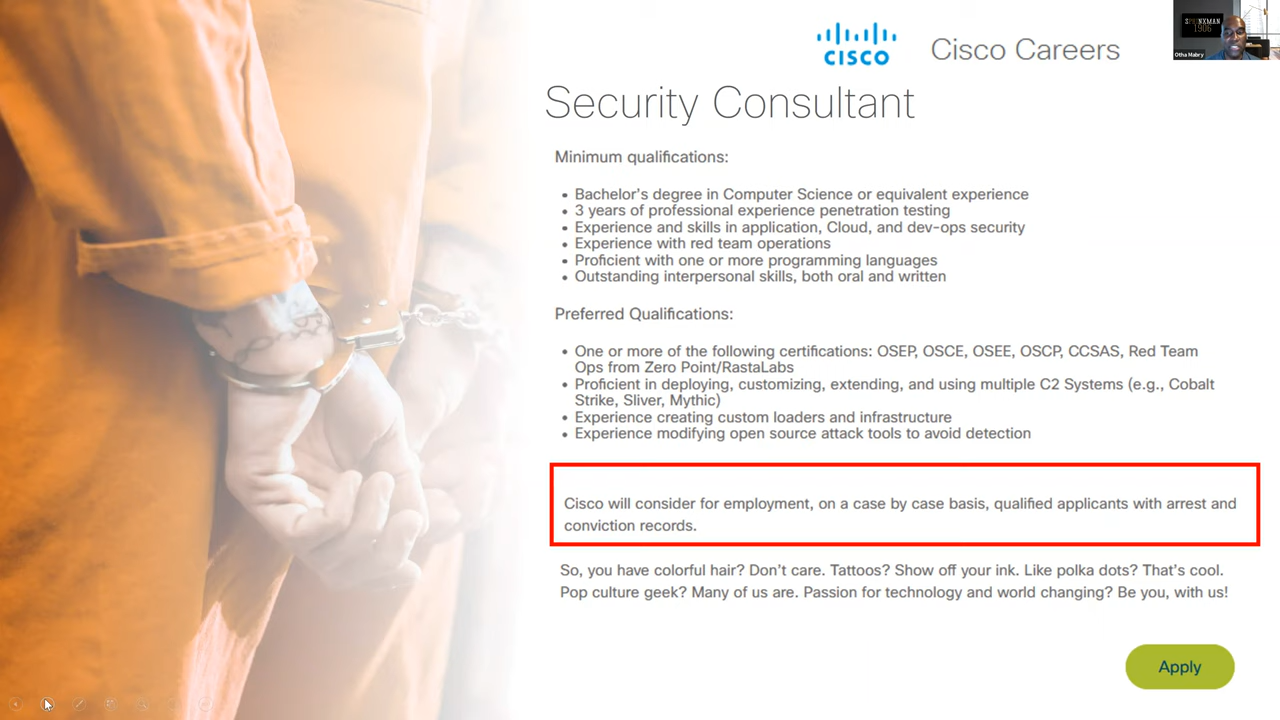 CISCO
Cisco Careers
SPHINXMAN
1906
Otha Mabry
Security Consultant
Minimum qualifications:
• Bachelor's degree in Computer Science or equivalent experience
• 3 years of professional experience penetration testing
• Experience and skills in application, Cloud, and dev-ops security
• Experience with red team operations
• Proficient with one or more programming languages
• Outstanding interpersonal skills, both oral and written
Preferred Qualifications:
• One or more of the following certifications: OSEP, OSCE, OSEE, OSCP, CCSAS, Red Team
Ops from Zero Point/RastaLabs
• Proficient in deploying, customizing, extending, and using multiple C2 Systems (e.g., Cobalt
Strike, Sliver, Mythic)
• Experience creating custom loaders and infrastructure
• Experience modifying open source attack tools to avoid detection
Cisco will consider for employment, on a case by case basis, qualified applicants with arrest and
conviction records.
So, you have colorful hair? Don't care. Tattoos? Show off your ink. Like polka dots? That's cool.
Pop culture geek? Many of us are. Passion for technology and world changing? Be you, with us!
Apply